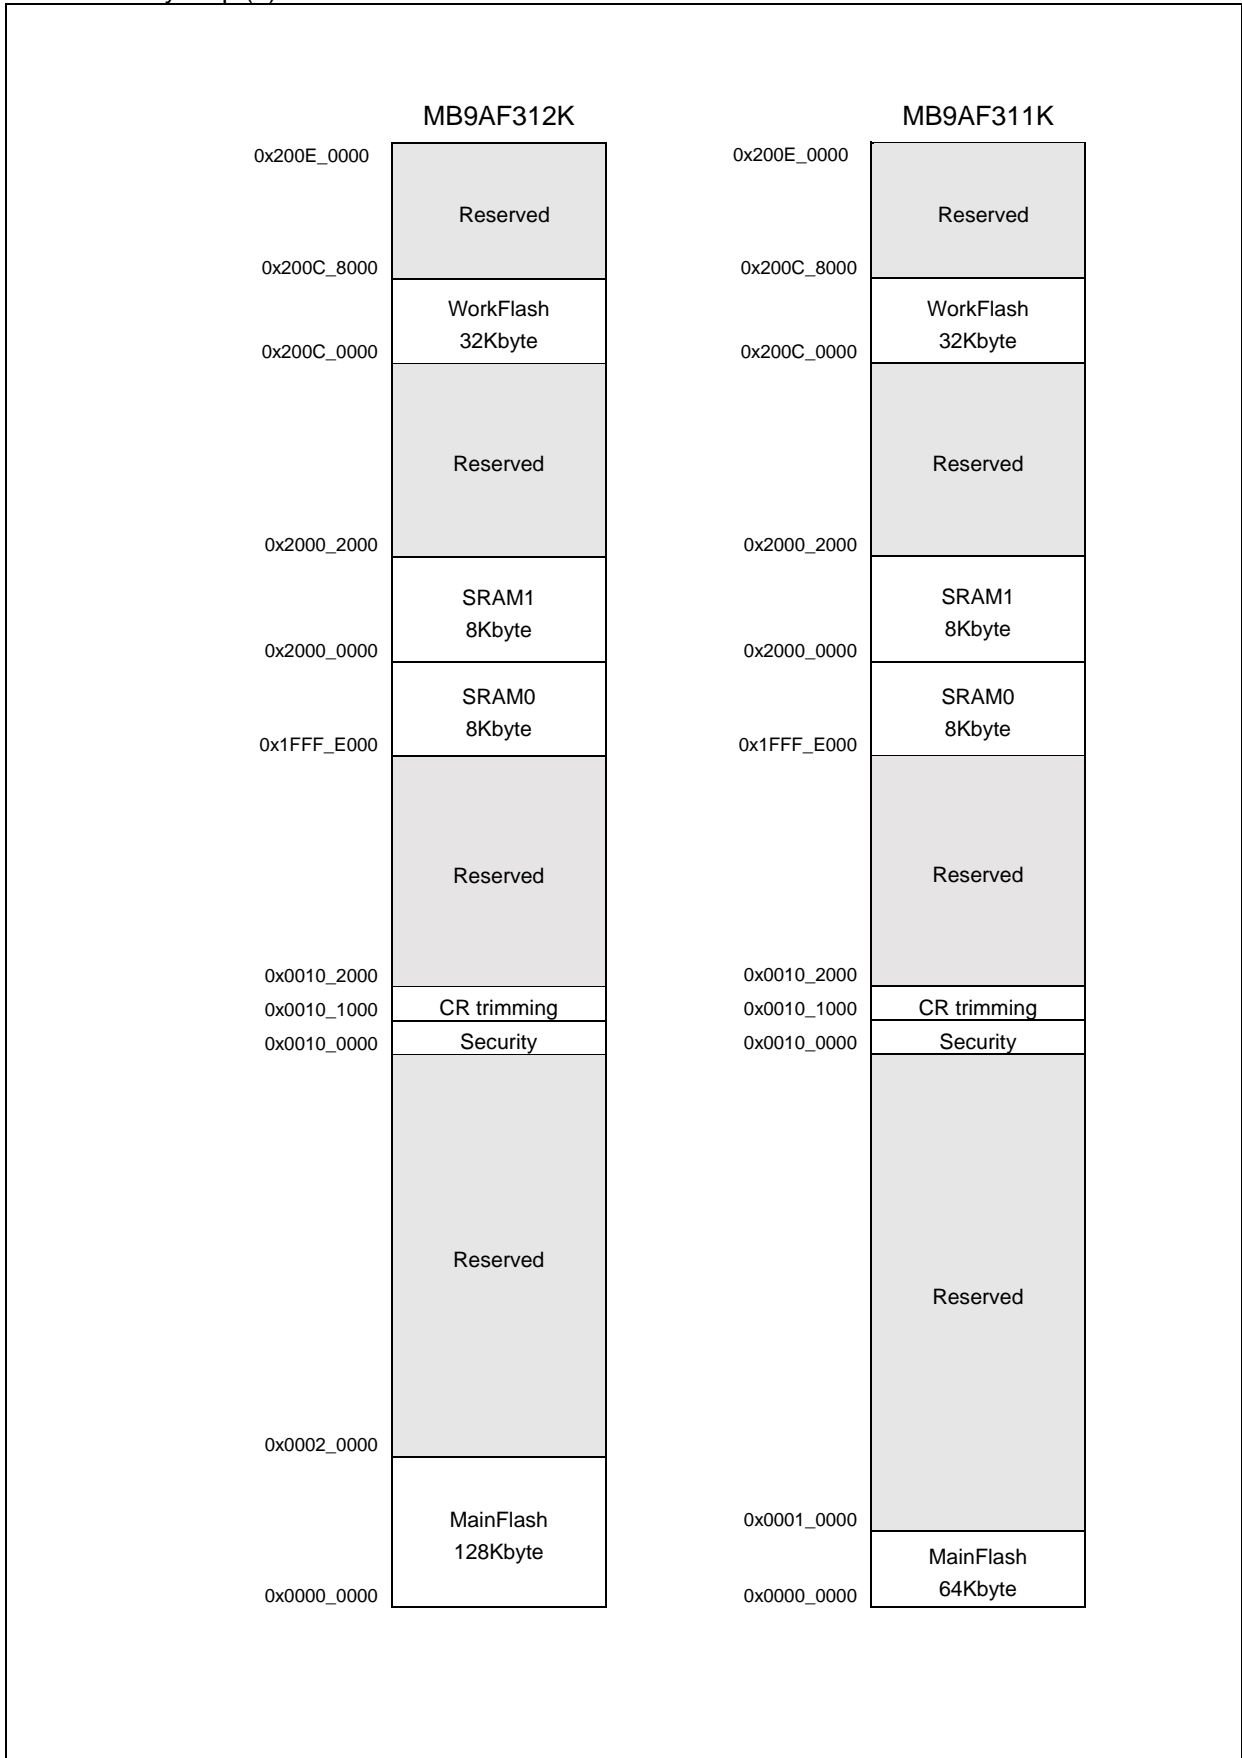 MB9AF312K
0x200E_0000
Reserved
0x200C_8000
WorkFlash
32Kbyte
0x200C_0000
Reserved
0x2000_2000
SRAM1
8Kbyte
0x2000_0000
SRAM0
8Kbyte
0x1FFF_E000
Reserved
0x0010_2000
0x0010_1000
CR trimming
0x0010_0000
Security
Reserved
0x0002_0000
MainFlash
128Kbyte
0x0000_0000
MB9AF311K
0x200E_0000
Reserved
0x200C_8000
WorkFlash
32Kbyte
0x200C_0000
Reserved
0x2000_2000
SRAM1
8Kbyte
0x2000_0000
SRAM0
8Kbyte
0x1FFF_E000
Reserved
0x0010_2000
0x0010_1000
CR trimming
0x0010_0000
Security
Reserved
0x0001_0000
MainFlash
64Kbyte
0x0000_0000